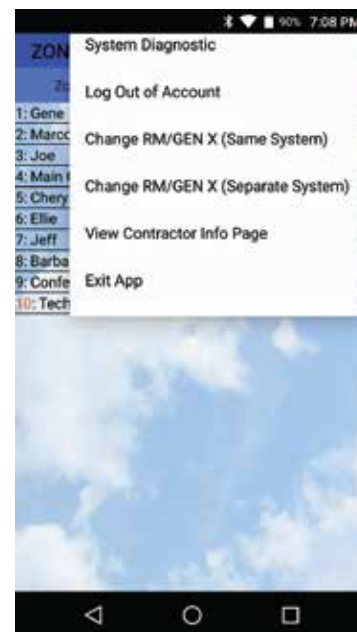 90% 7:08 PM
ZON
Zo
System Diagnostic
Log Out of Account
Change RM/GEN X (Same System)
Change RM/GEN X (Separate System)
View Contractor Info Page
Exit App
1: Gene
2: Marco
3: Joe
4: Main
5: Chery
6: Ellie
7: Jeff
8: Barba
9: Confe
10: Tech